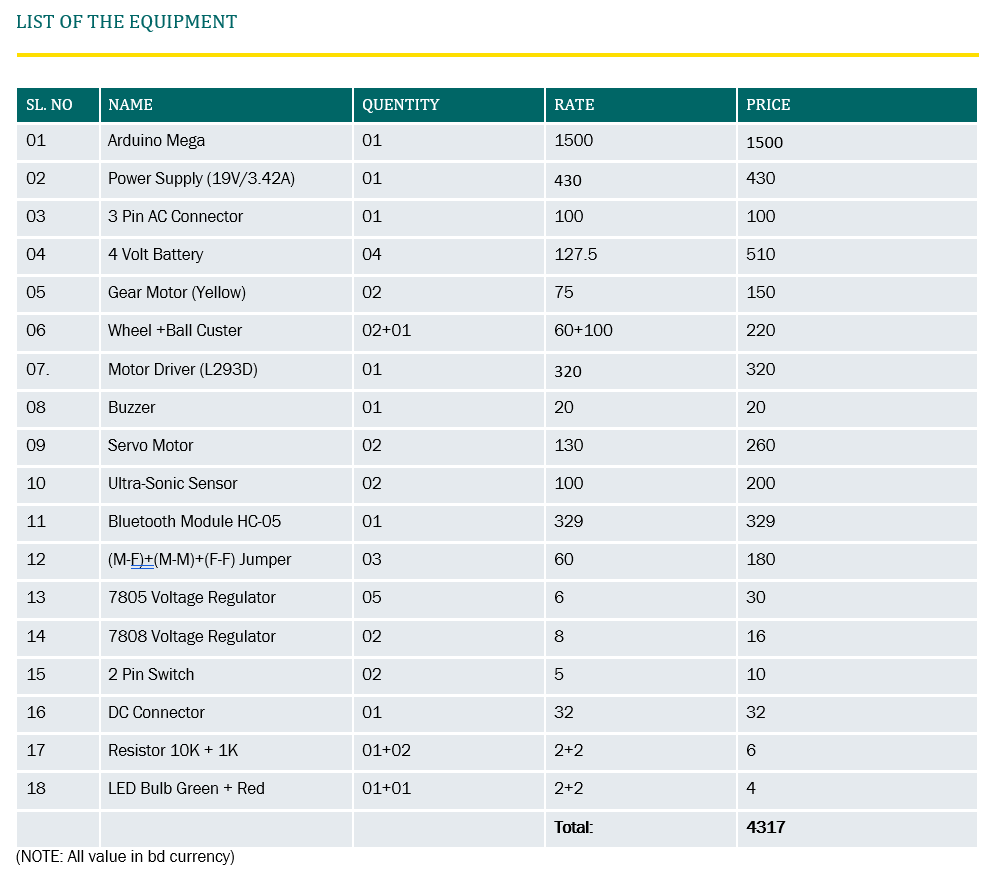 LIST OF THE EQUIPMENT
SL. NO NAME QUENTITY RATE PRICE
01 Arduino Mega 01 1500 1500
02 Power Supply (19V/3.42A) 01 430 430
03 3 Pin AC Connector 01 100 100
04 4 Volt Battery 04 127.5 510
05 Gear Motor (Yellow) 02 75 150
06 Wheel +Ball Custer 02+01 60+100 220
07. Motor Driver (L293D) 01 320 320
08 Buzzer 01 20 20
09 Servo Motor 02 130 260
10 Ultra-Sonic Sensor 02 100 200
11 Bluetooth Module HC-05 01 329 329
12 (M-F)+(M-M)+(F-F) Jumper 03 60 180
13 7805 Voltage Regulator 05 6 30
14 7808 Voltage Regulator 02 8 16
15 2 Pin Switch 02 5 10
16 DC Connector 01 32 32
17 Resistor 10K + 1K 01+02 2+2 6
18 LED Bulb Green + Red 01+01 2+2 4
Total: 4317
(NOTE: All value in bd currency)